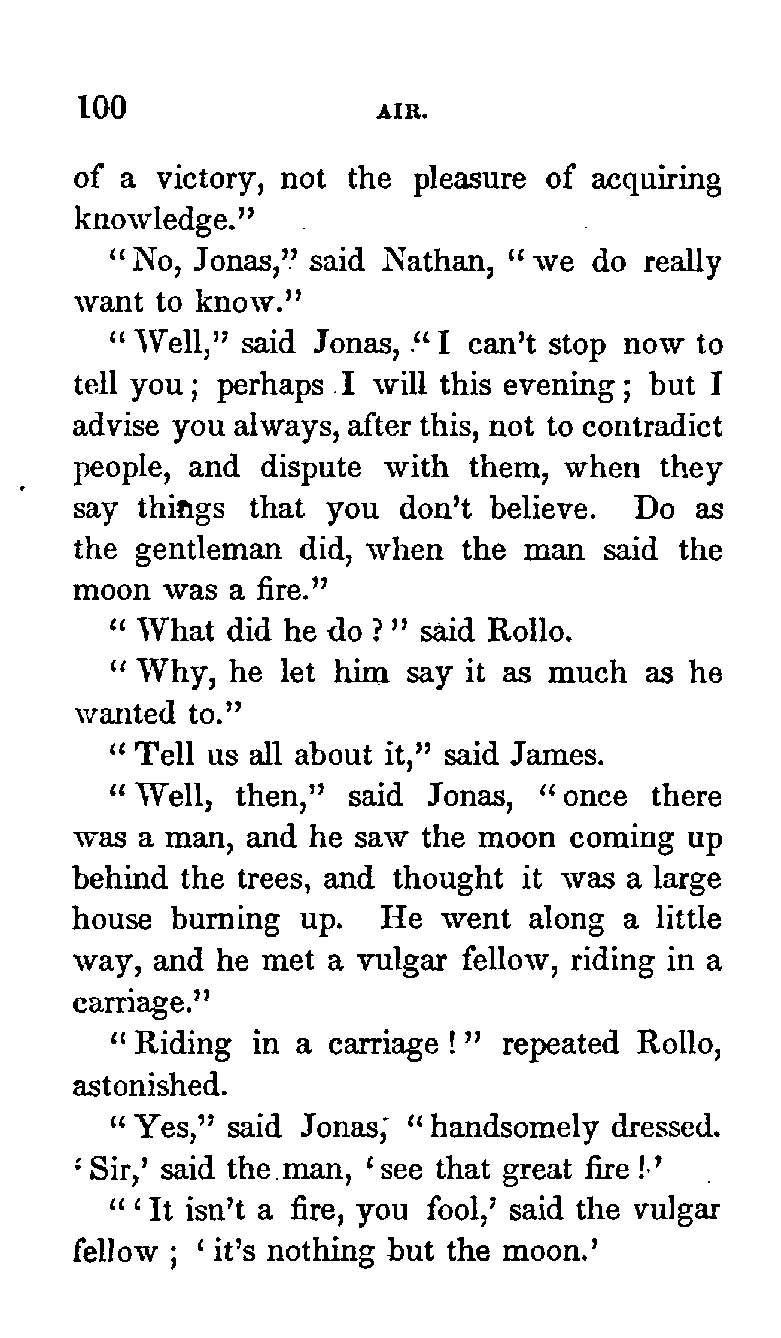 100 AIR.
of a victory, not the pleasure of acquiring
knowledge."
"No, Jonas," said Nathan, "we do really
want to know."
"Well," said Jonas, "I can't stop now to
tell you; perhaps I will this evening; but I
advise you always, after this, not to contradict
people, and dispute with them, when they
say things that you don't believe. Do as
the gentleman did, when the man said the
moon was a fire."
"What did he do?" said Rollo.
"Why, he let him say it as much as he
wanted to."
"Tell us all about it," said James.
"Well, then," said Jonas, "once there
was a man, and he saw the moon coming up
behind the trees, and thought it was a large
house burning up. He went along a little
way, and he met a vulgar fellow, riding in a
carriage."
"Riding in a carriage!" repeated Rollo,
astonished.
"Yes," said Jonas, "handsomely dressed.
'Sir,' said the man, 'see that great fire!'
"'It isn't a fire, you fool,' said the vulgar
fellow; 'it's nothing but the moon.'